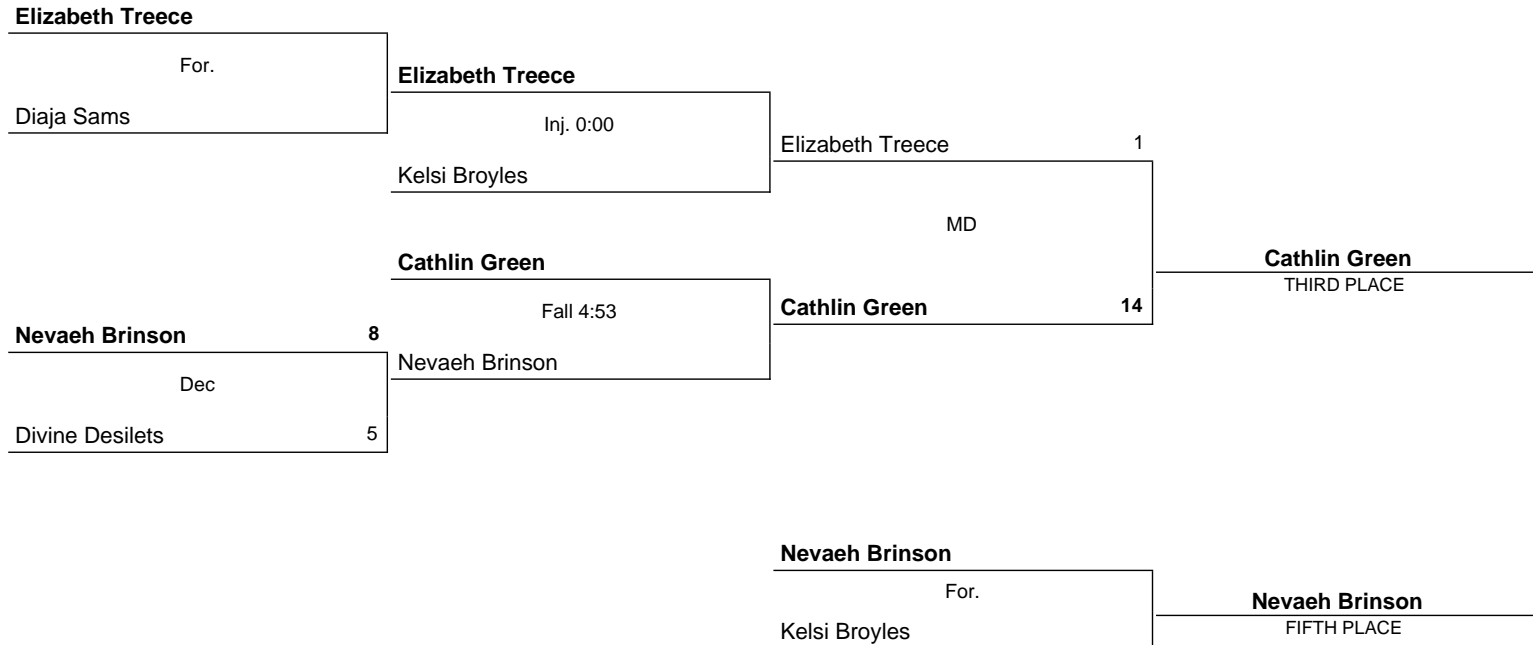 Elizabeth Treece
For.
Diaja Sams
Elizabeth Treece
Inj. 0:00
Kelsi Broyles
Elizabeth Treece 1
MD
Cathlin Green 14
Cathlin Green
THIRD PLACE
Cathlin Green
Fall 4:53
Nevaeh Brinson
Nevaeh Brinson 8
Dec
Divine Desilets 5
Nevaeh Brinson
For.
Kelsi Broyles
Nevaeh Brinson
FIFTH PLACE